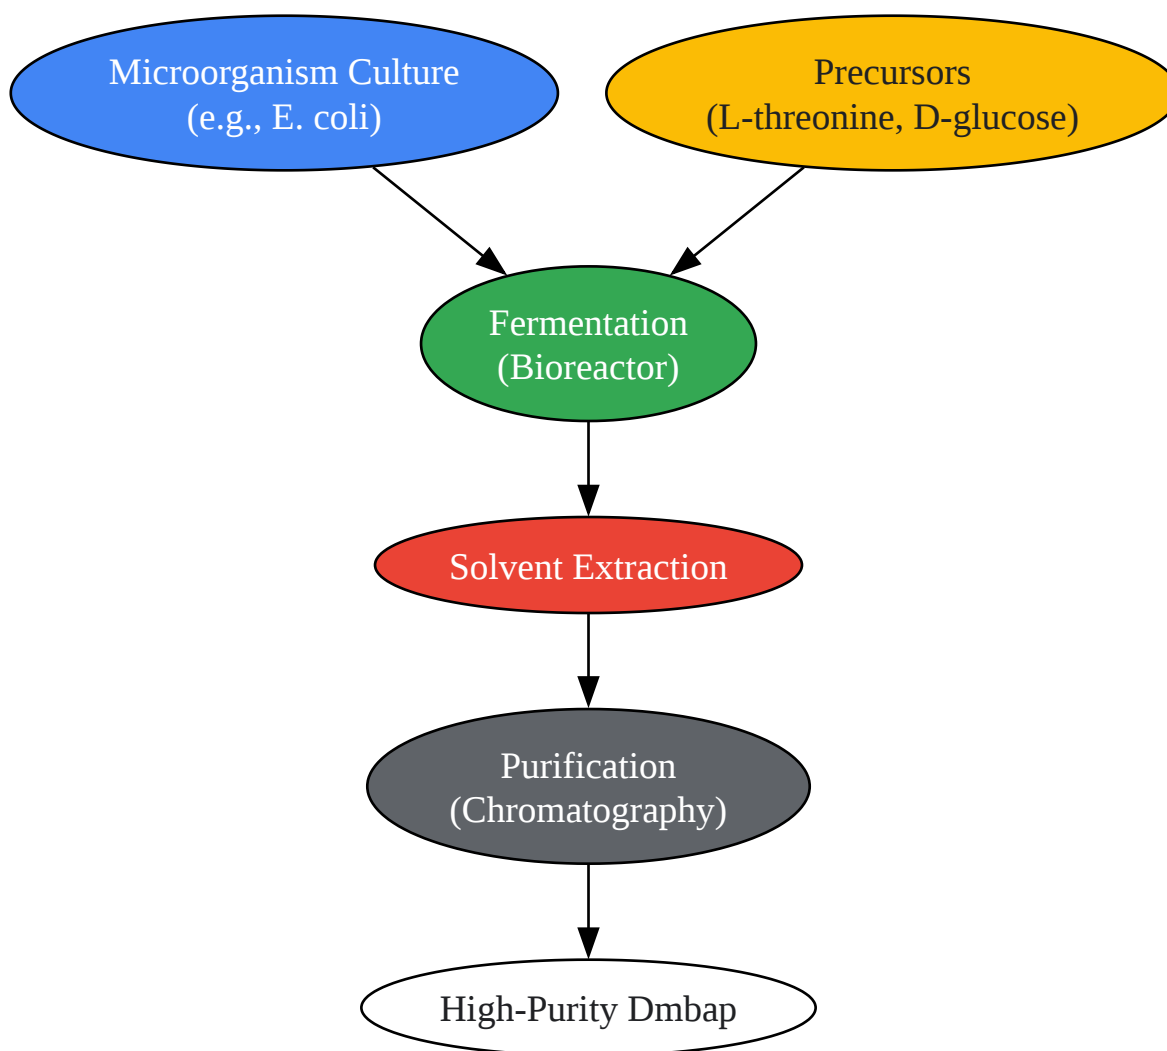 Microorganism Culture
(e.g., E. coli)
Precursors
(L-threonine, D-glucose)
Fermentation
(Bioreactor)
Solvent Extraction
Purification
(Chromatography)
High-Purity Dmbap